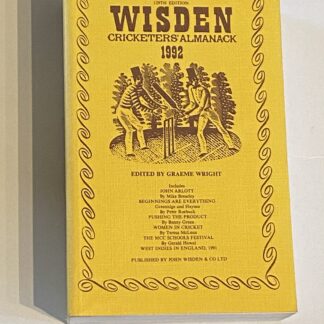 129TH EDITION
WISDEN
CRICKETERS' ALMANACK
1992
EDITED BY GRAEME WRIGHT
Includes
JOHN ARLOTT
By Mike Brearley
BEGINNINGS ARE EVERYTHING
Greenidge and Haynes
By Peter Roebuck
PUSHING THE PRODUCT
By Benny Green
WOMEN IN CRICKET
By Teresa McLean
THE MCC SCHOOLS FESTIVAL
By Gerald Howat
WEST INDIES IN ENGLAND, 1991
PUBLISHED BY JOHN WISDEN & CO LTD